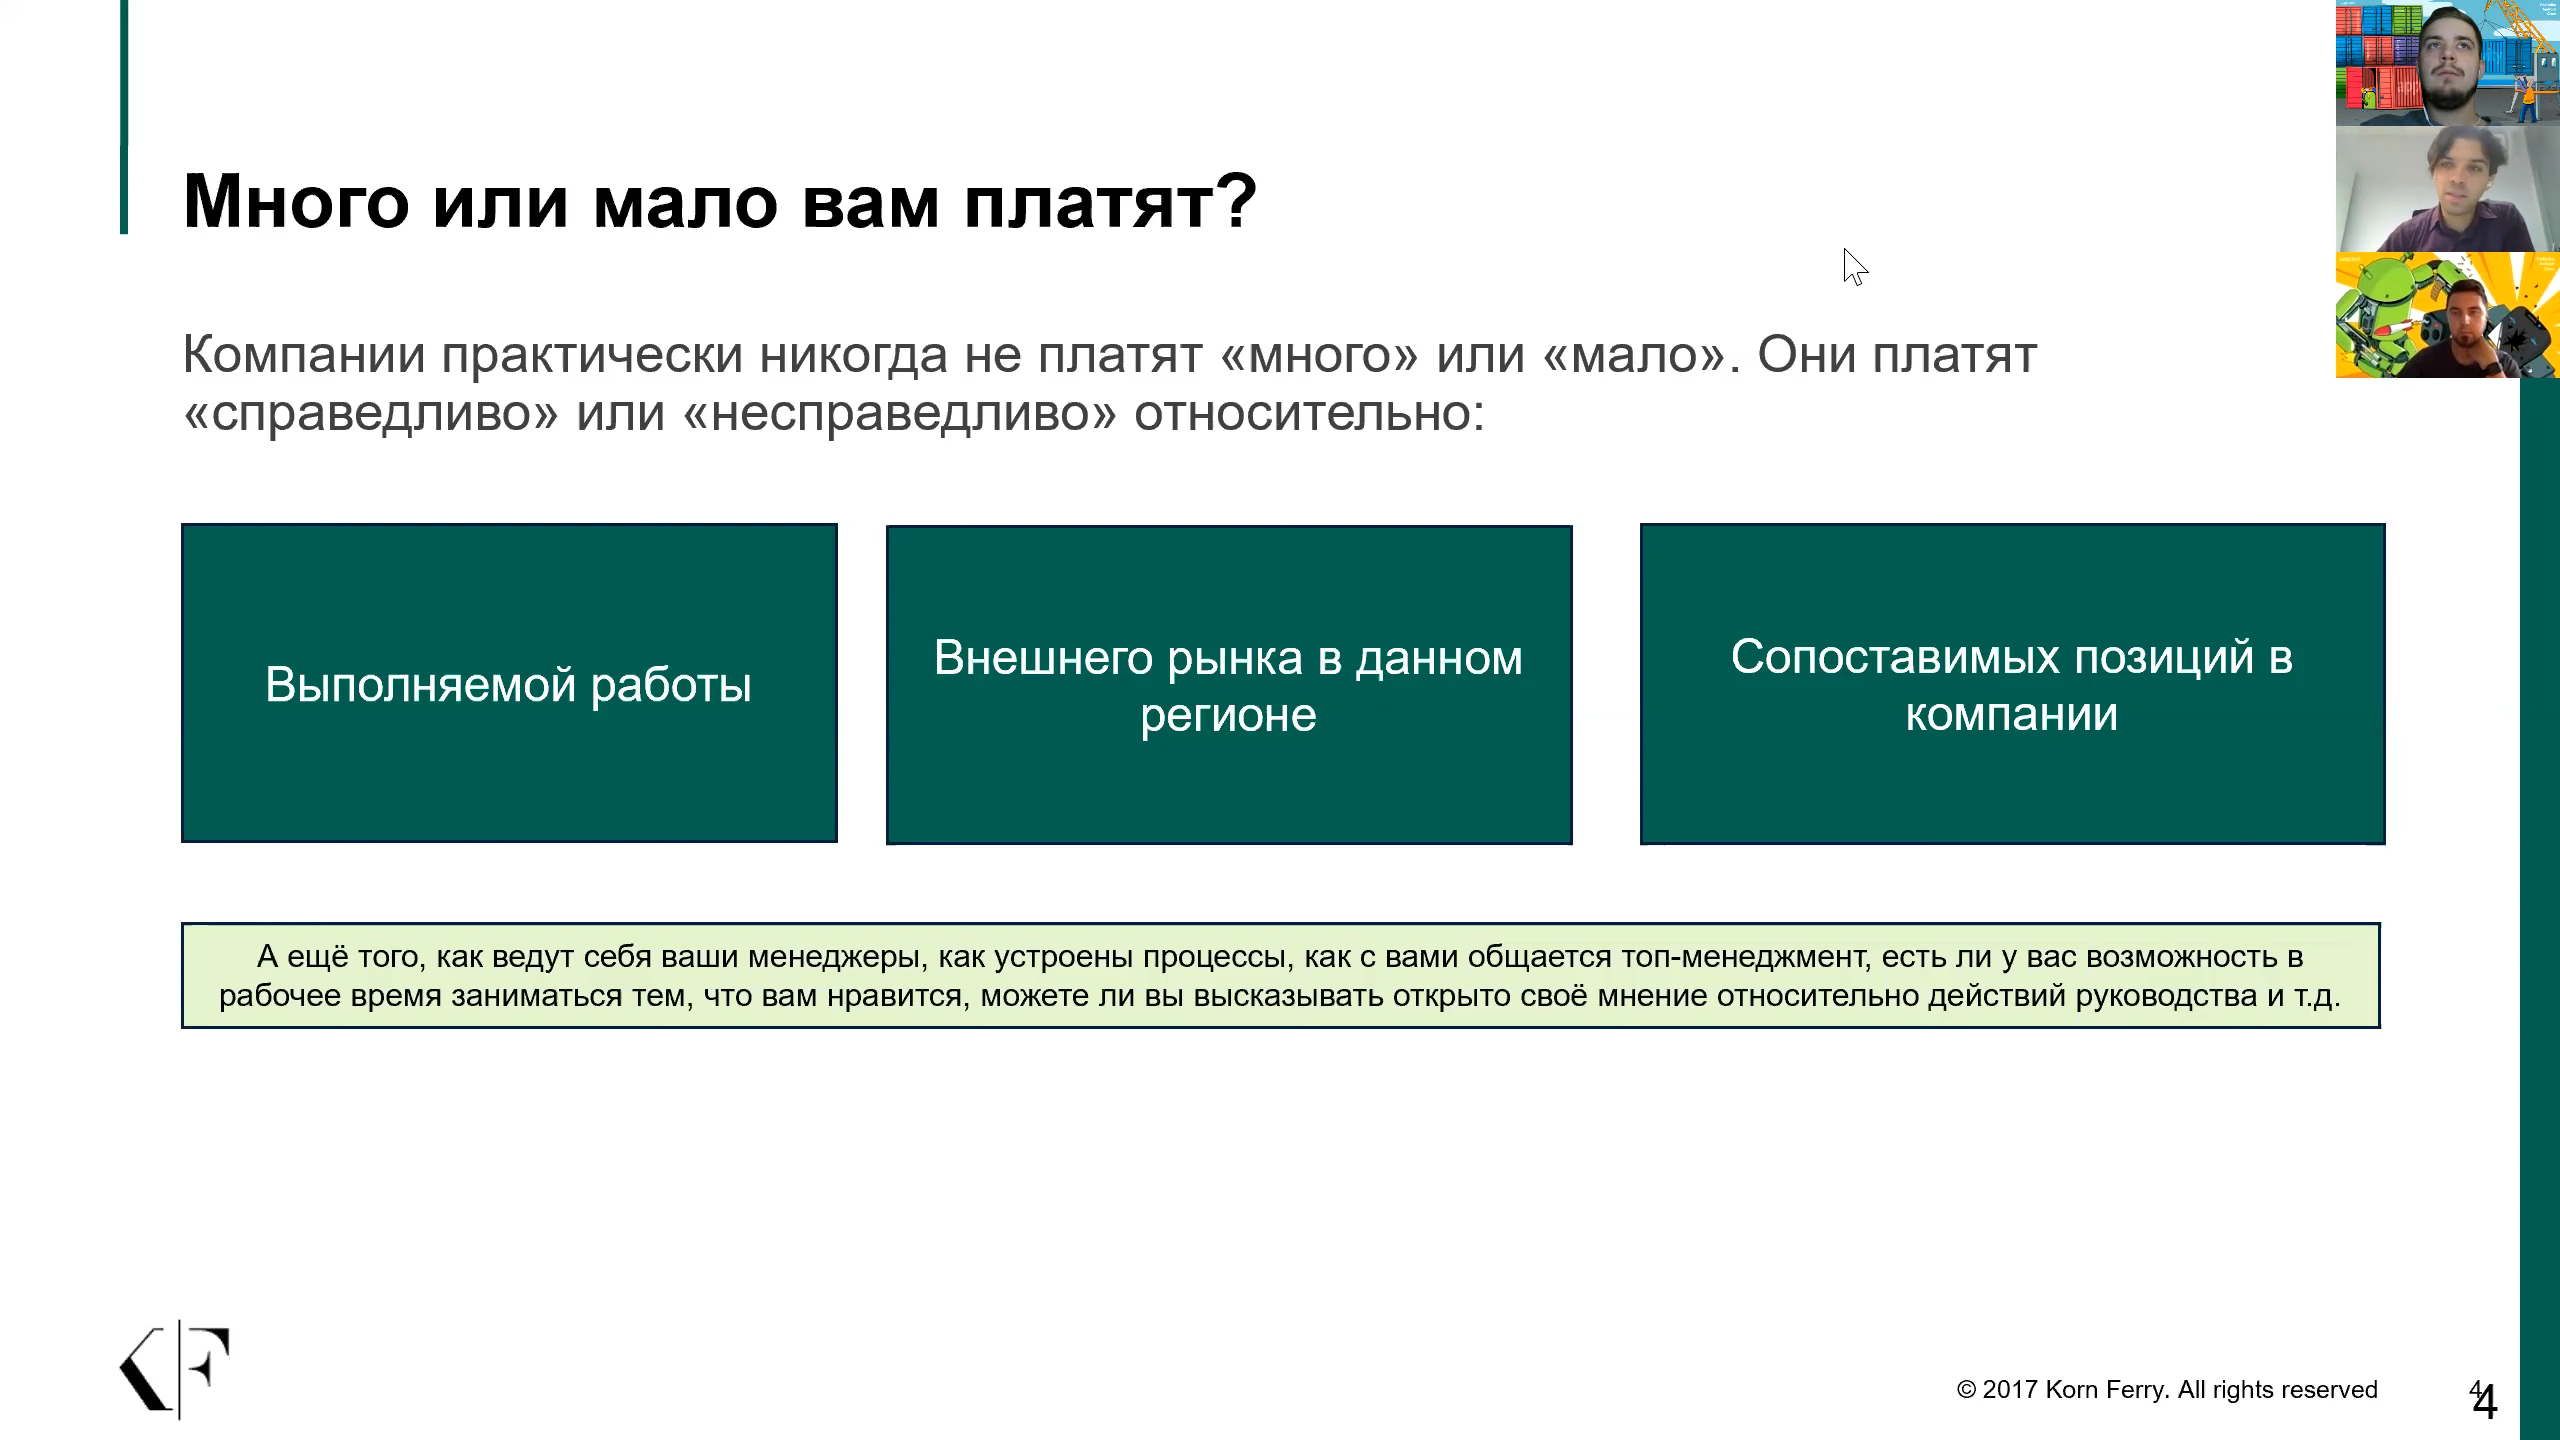 Много или мало вам платят?
Компании практически никогда не платят «много» или «мало». Они платят
«справедливо» или «несправедливо» относительно:
Выполняемой работы
Внешнего рынка в данном
регионе
Сопоставимых позиций в
компании
А ещё того, как ведут себя ваши менеджеры, как устроены процессы, как с вами общается топ-менеджмент, есть ли у вас возможность в
рабочее время заниматься тем, что вам нравится, можете ли вы высказывать открыто своё мнение относительно действий руководства и т.д.
KF
© 2017 Korn Ferry. All rights reserved
4
4